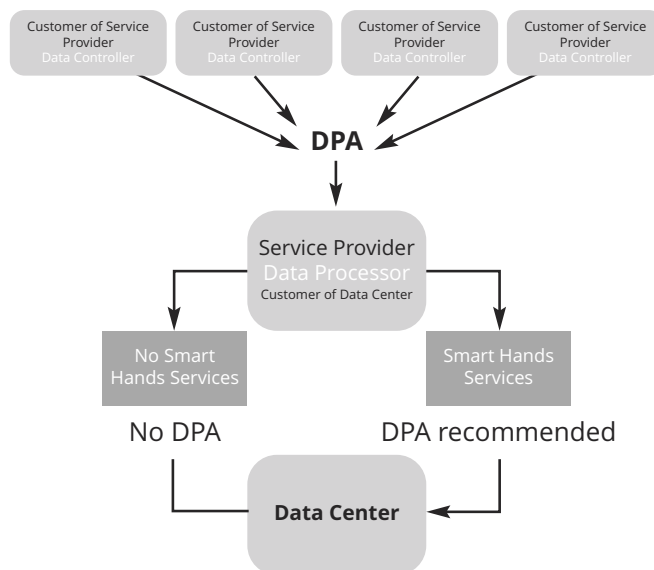 Customer of Service
Provider
Data Controller
Customer of Service
Provider
Data Controller
Customer of Service
Provider
Data Controller
Customer of Service
Provider
Data Controller
DPA
Service Provider
Data Processor
Customer of Data Center
No Smart
Hands Services
Smart Hands
Services
No DPA
DPA recommended
Data Center